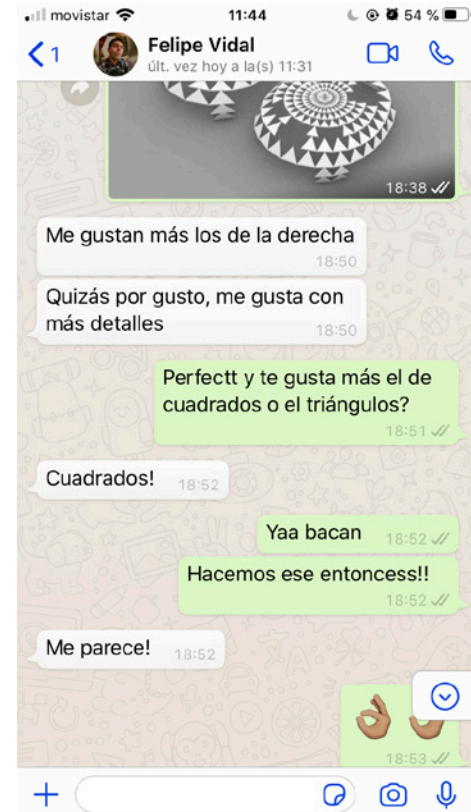 movistar 11:44 54 %
1 Felipe Vidal
últ. vez hoy a la(s) 11:31
18:38
Me gustan más los de la derecha
18:50
Quizás por gusto, me gusta con
más detalles
18:50
Perfectt y te gusta más el de
cuadrados o el triángulos?
18:51
Cuadrados! 18:52
Yaa bacan 18:52
Hacemos ese entoncess!!
18:52
Me parece! 18:52
18:53